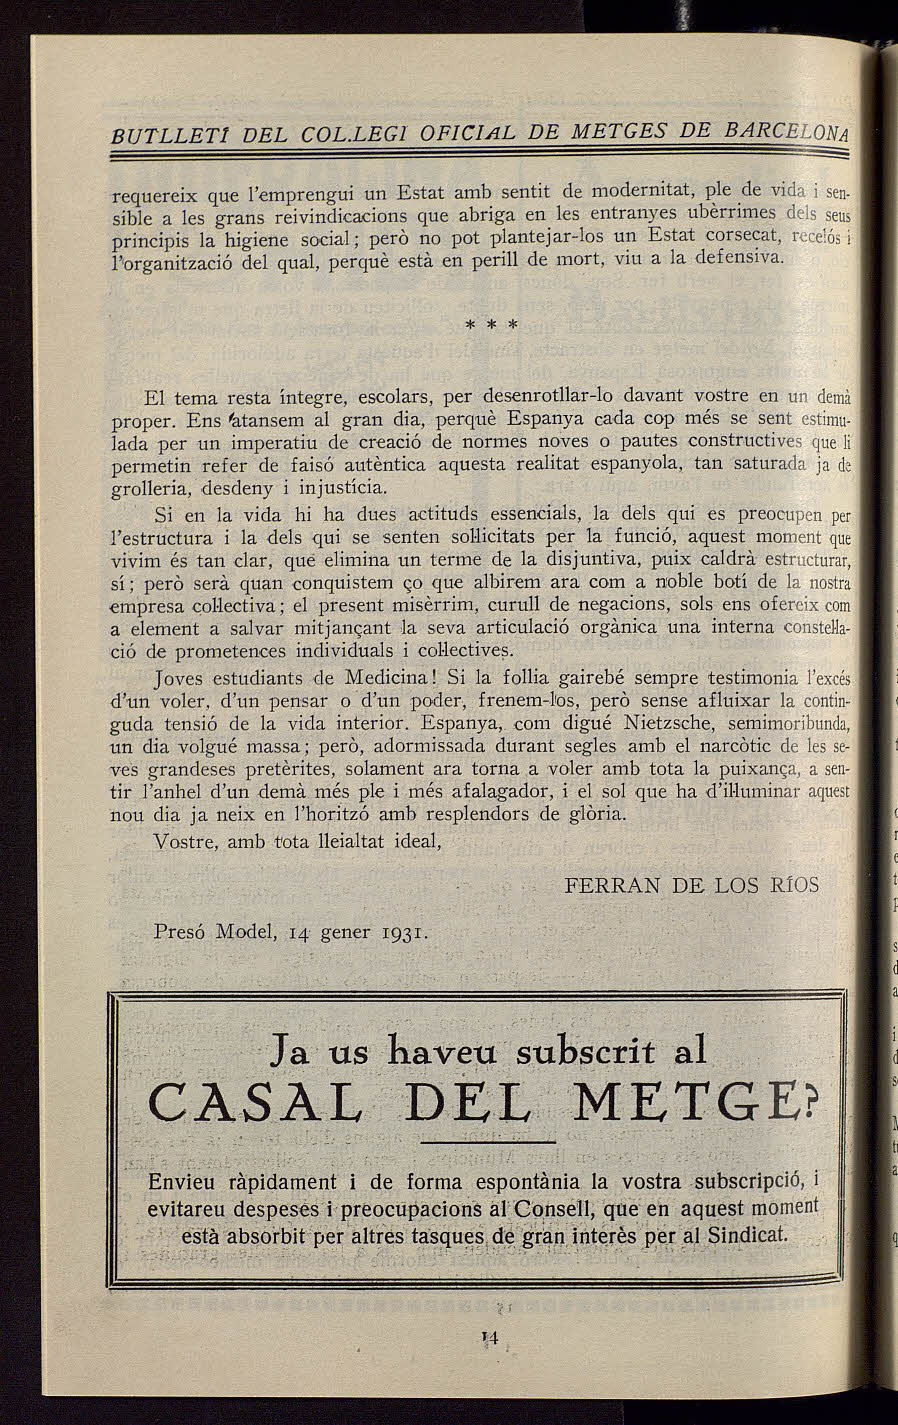 BUTLLETÍ DEL COL.LEGI OFICIAL DE METGES DE BARCELONA
requereix que l'emprengui un Estat amb sentit de modernitat, ple de vida i sen-
sible a les grans reivindicacions que abriga en les entranyes ubèrrimes dels seus
principis la higiene social; però no pot plantejar-los un Estat corsecat, recelós i
l'organització del qual, perquè està en perill de mort, viu a la defensiva.
* * *
El tema resta íntegre, escolars, per desenrotllar-lo davant vostre en un demà
proper. Ens atansem al gran dia, perquè Espanya cada cop més se sent estimu-
lada per un imperatiu de creació de normes noves o pautes constructives que li
permetin refer de faisó autèntica aquesta realitat espanyola, tan saturada ja de
grolleria, desdeny i injustícia.
Si en la vida hi ha dues actituds essencials, la dels qui es preocupen per
l'estructura i la dels qui se senten sol·licitats per la funció, aquest moment que
vivim és tan clar, que elimina un terme de la disjuntiva, puix caldrà estructurar,
sí; però serà quan conquistem ço que albirem ara com a noble botí de la nostra
empresa col·lectiva; el present misèrrim, curull de negacions, sols ens ofereix com
a element a salvar mitjançant la seva articulació orgànica una interna constel·la-
ció de prometences individuals i col·lectives.
Joves estudiants de Medicina! Si la follia gairebé sempre testimonia l'excés
d'un voler, d'un pensar o d'un poder, frenem-los, però sense afluixar la contin-
guda tensió de la vida interior. Espanya, com digué Nietzsche, semimoribunda,
un dia volgué massa; però, adormissada durant segles amb el narcòtic de les se-
ves grandeses pretèrites, solament ara torna a voler amb tota la puixança, a sen-
tir l'anhel d'un demà més ple i més afalagador, i el sol que ha d'il·luminar aquest
nou dia ja neix en l'horitzó amb resplendors de glòria.
Vostre, amb tota lleialtat ideal,
FERRAN DE LOS RÍOS
Presó Model, 14 gener 1931.
Ja us haveu subscrit al
CASAL DEL METGE?
Envieu ràpidament i de forma espontània la vostra subscripció, i
evitareu despeses i preocupacions al Consell, que en aquest moment
està absorbit per altres tasques de gran interès per al Sindicat.
14